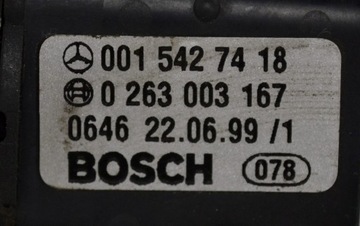 001 542 74 18
0 263 003 167
0646 22.06.99 /1
BOSCH 078